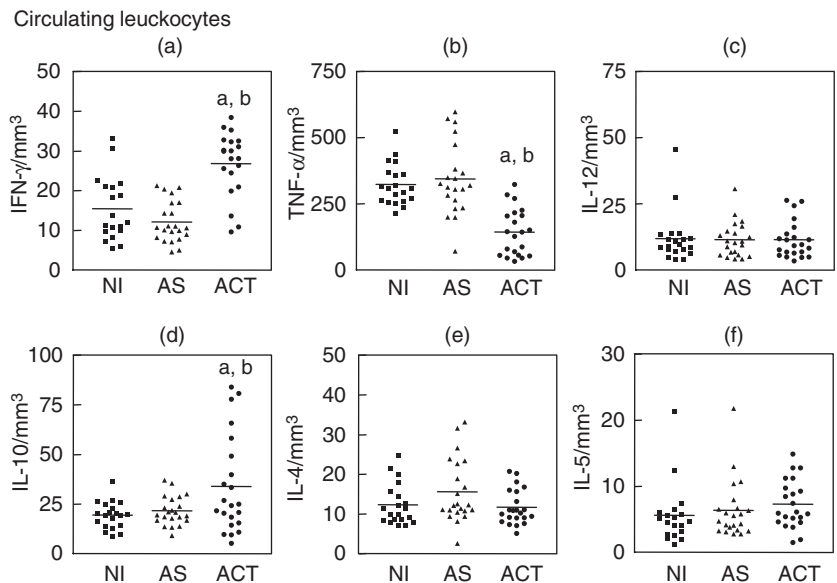 Circulating leuckocytes
(a)
IFN-γ/mm³
50
40
30
20
10
0
a, b
NI AS ACT
(b)
TNF-α/mm³
750
500
250
0
a, b
NI AS ACT
(c)
IL-12/mm³
75
50
25
0
NI AS ACT
(d)
IL-10/mm³
100
75
50
25
0
a, b
NI AS ACT
(e)
IL-4/mm³
50
40
30
20
10
0
NI AS ACT
(f)
IL-5/mm³
30
20
10
0
NI AS ACT